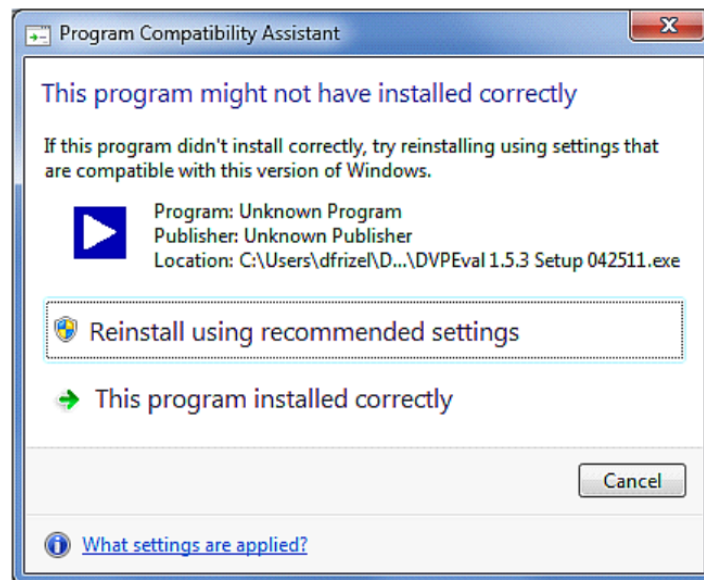 Program Compatibility Assistant
This program might not have installed correctly
If this program didn't install correctly, try reinstalling using settings that
are compatible with this version of Windows.
Program: Unknown Program
Publisher: Unknown Publisher
Location: C:\Users\dfrizel\D...\DVPEval 1.5.3 Setup 042511.exe
Reinstall using recommended settings
This program installed correctly
Cancel
What settings are applied?